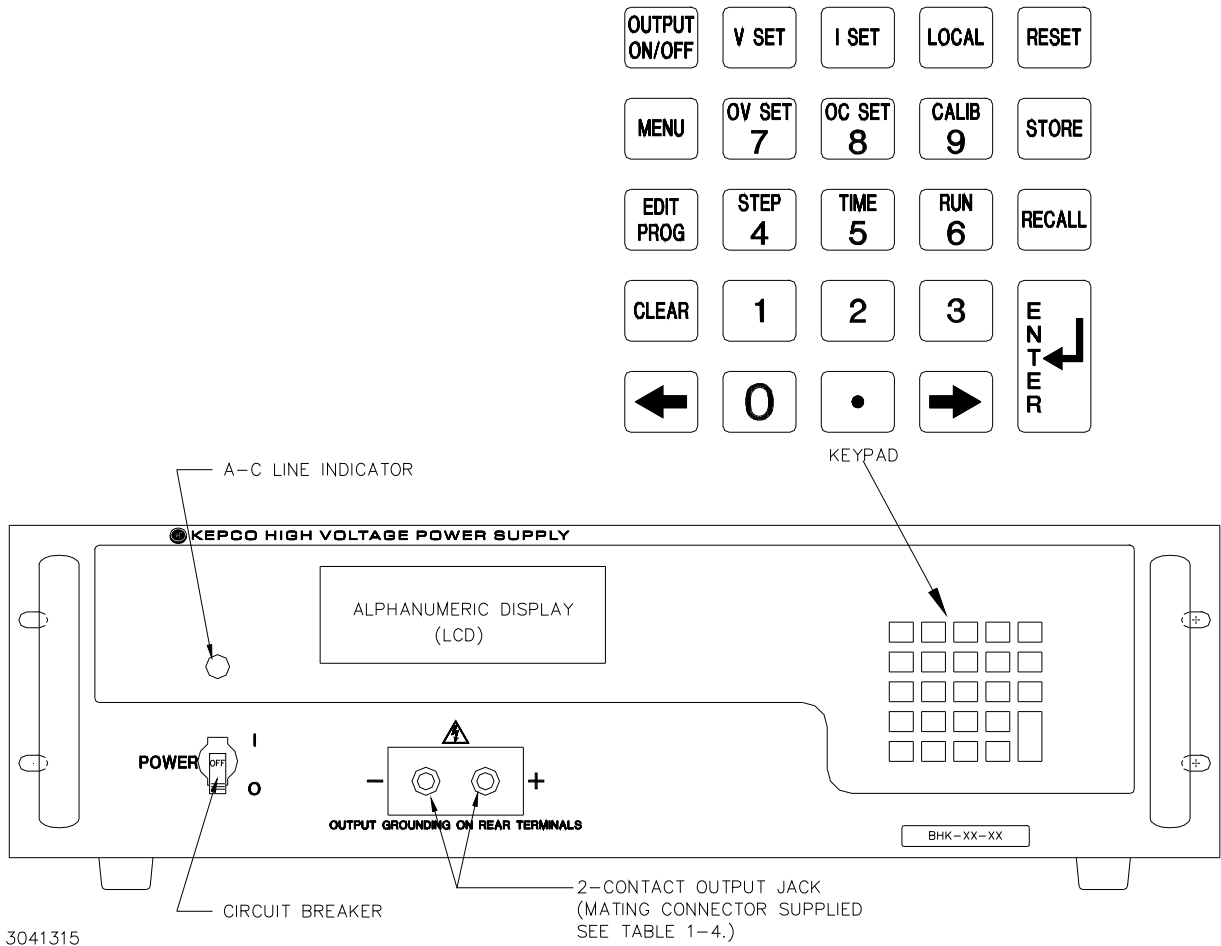 OUTPUT
ON/OFF
V SET
I SET
LOCAL
RESET
MENU
OV SET
7
OC SET
8
CALIB
9
STORE
EDIT
PROG
STEP
4
TIME
5
RUN
6
RECALL
CLEAR
1
2
3
ENTER
0
.
KEYPAD
A-C LINE INDICATOR
KEPCO HIGH VOLTAGE POWER SUPPLY
ALPHANUMERIC DISPLAY
(LCD)
POWER
OFF
I
O
- +
OUTPUT GROUNDING ON REAR TERMINALS
BHK-XX-XX
2-CONTACT OUTPUT JACK
(MATING CONNECTOR SUPPLIED
SEE TABLE 1-4.)
CIRCUIT BREAKER
3041315